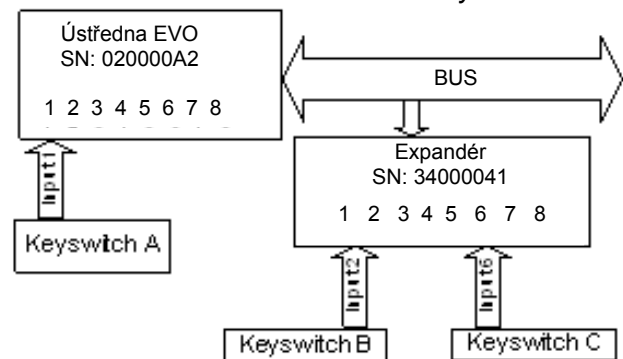 Ústředna EVO
SN: 020000A2
1 2 3 4 5 6 7 8
BUS
Expandér
SN: 34000041
1 2 3 4 5 6 7 8
Input1
Keyswitch A
Input2
Input6
Keyswitch B
Keyswitch C